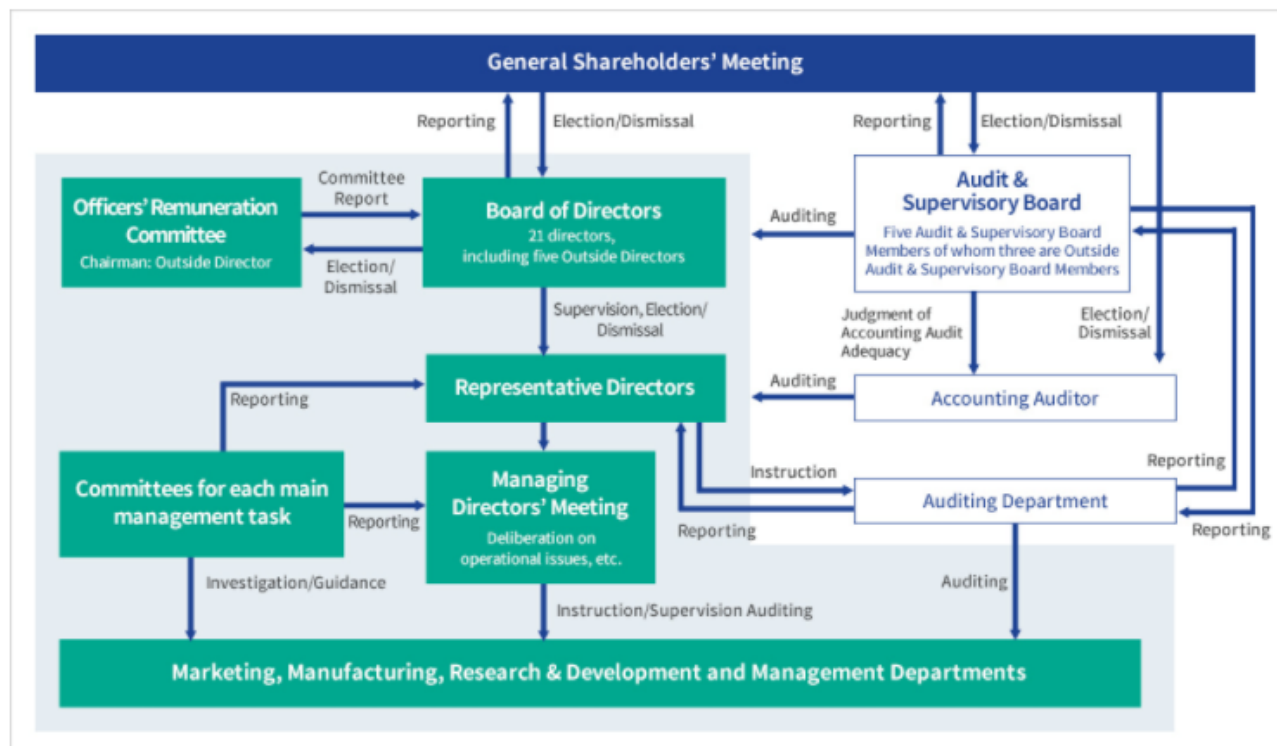 General Shareholders' Meeting
Reporting
Election/Dismissal
Reporting
Election/Dismissal
Officers' Remuneration
Committee
Chairman: Outside Director
Committee
Report
Election/
Dismissal
Board of Directors
21 directors,
including five Outside Directors
Auditing
Audit &
Supervisory Board
Five Audit & Supervisory Board
Members of whom three are Outside
Audit & Supervisory Board Members
Supervision, Election/
Dismissal
Judgment of
Accounting Audit
Adequacy
Election/
Dismissal
Reporting
Representative Directors
Auditing
Accounting Auditor
Committees for each main
management task
Reporting
Managing
Directors' Meeting
Deliberation on
operational issues, etc.
Instruction
Reporting
Auditing Department
Reporting
Reporting
Investigation/Guidance
Instruction/Supervision Auditing
Auditing
Marketing, Manufacturing, Research & Development and Management Departments